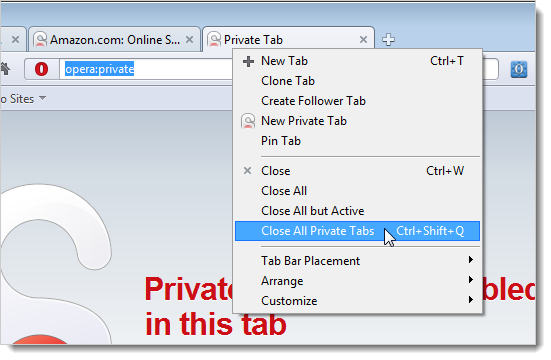 Amazon.com: Online S...
Private Tab
opera:private
Sites
New Tab Ctrl+T
Clone Tab
Create Follower Tab
New Private Tab
Pin Tab
Close Ctrl+W
Close All
Close All but Active
Close All Private Tabs Ctrl+Shift+Q
Tab Bar Placement
Arrange
Customize
Private
in this tab